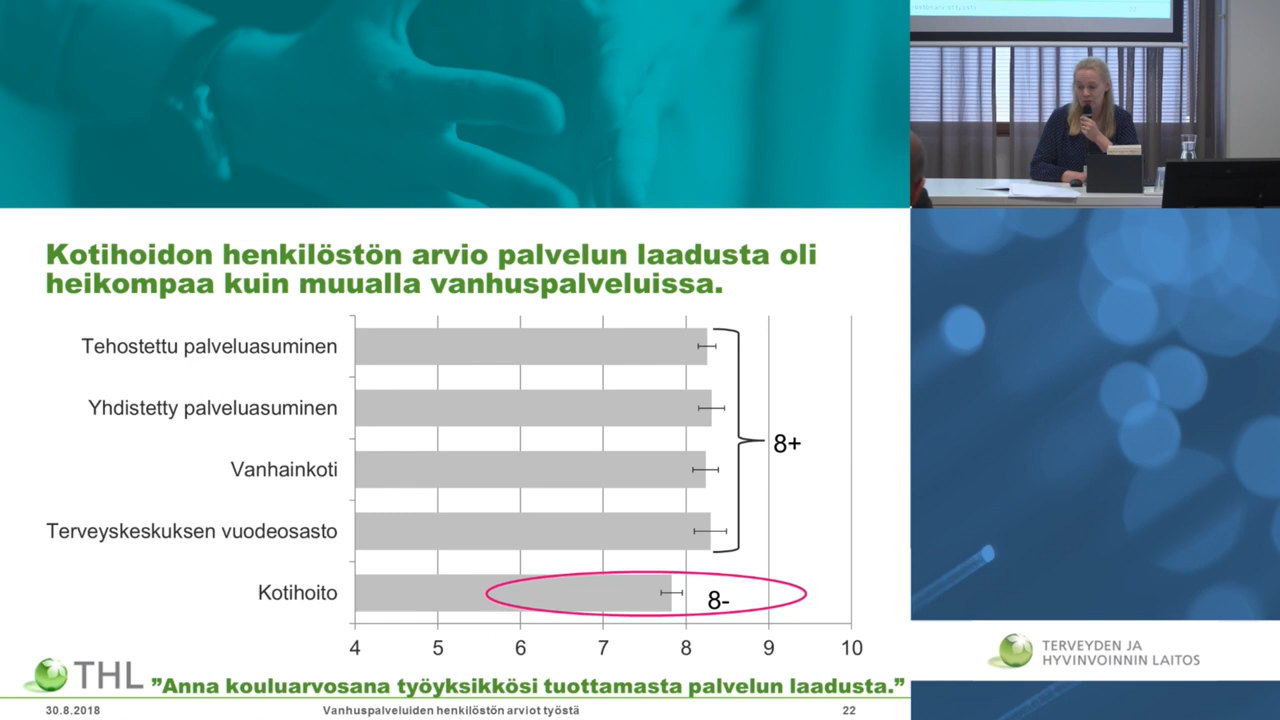 Kotihoidon henkilöstön arvio palvelun laadusta oli
heikompaa kuin muualla vanhuspalveluissa.
Tehostettu palveluasuminen
Yhdistetty palveluasuminen
Vanhainkoti
Terveyskeskuksen vuodeosasto
Kotihoito
8+
8-
4 5 6 7 8 9 10
THL
”Anna kouluarvosana työyksikkösi tuottamasta palvelun laadusta.”
30.8.2018 Vanhuspalveluiden henkilöstön arviot työstä 22
TERVEYDEN JA
HYVINVOINNIN LAITOS